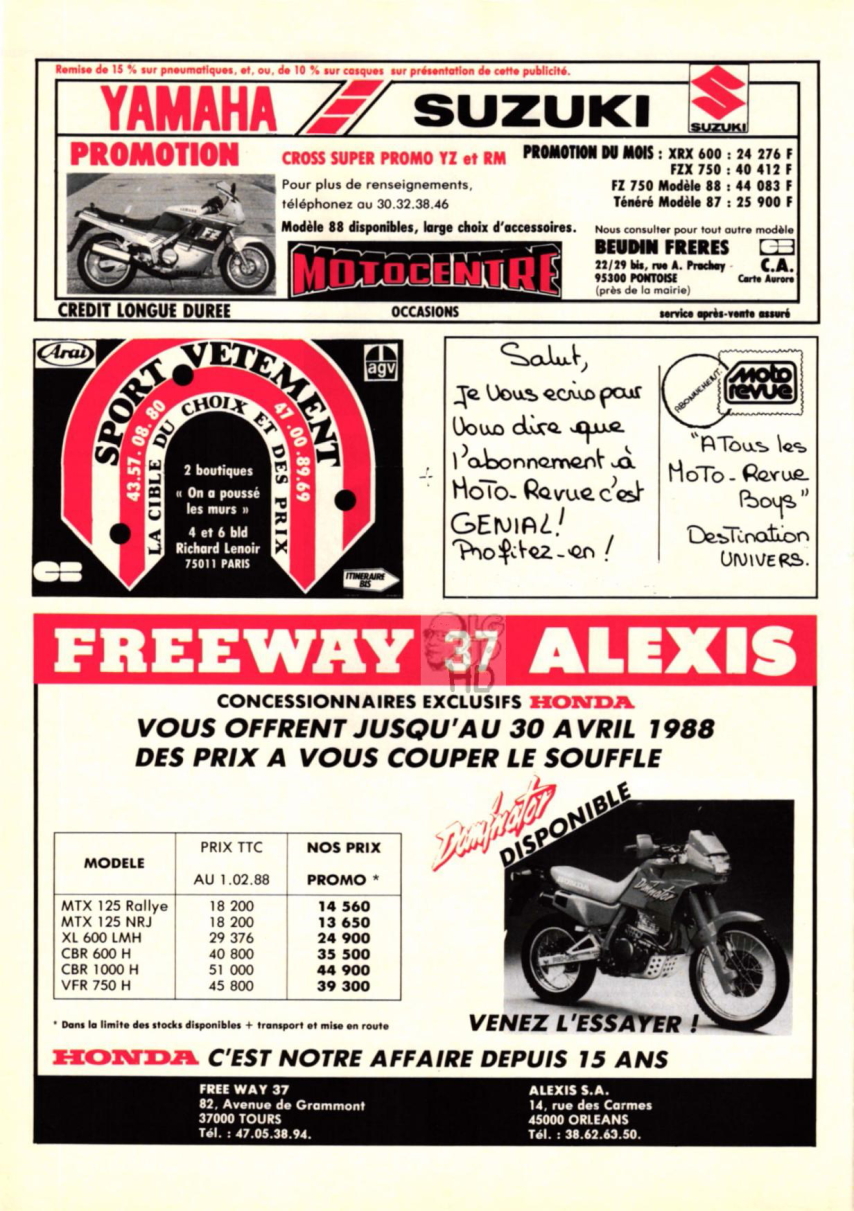 Remise de 15 % sur pneumatiques, et, ou, de 10 % sur casques sur présentation de cette publicité.
YAMAHA SUZUKI
SUZUKI
PROMOTION
CROSS SUPER PROMO YZ et RM
Pour plus de renseignements,
téléphonez au 30.32.38.46
Modèle 88 disponibles, large choix d'accessoires.
MOTOCENTRE
PROMOTION DU MOIS : XRX 600 : 24 276 F
FZX 750 : 40 412 F
FZ 750 Modèle 88 : 44 083 F
Ténéré Modèle 87 : 25 900 F
Nous consulter pour tout autre modèle
BEUDIN FRERES
22/29 bis, rue A. Prachay
95300 PONTOISE
(près de la mairie)
CB
C.A.
Carte Aurore
FZ
CREDIT LONGUE DUREE
OCCASIONS
service après-vente assuré
Arai
agv
SPORT VETEMENT
43.57.08.80
47.00.89.69
LA CIBLE DU CHOIX ET DES PRIX
2 boutiques
« On a poussé
les murs »
4 et 6 bld
Richard Lenoir
75011 PARIS
CB
ITINERAIRE
BIS
Salut,
Je Vous ecris pour
Vous dire que
l'abonnement à
MoTo-Revue c'est
GENIAL!
Profitez-en !
ABONNEMENT.
Moto
revue
"A Tous les
MoTo-Revue
Boys"
DesTination
UNIVERS.
FREEWAY 37 ALEXIS
CONCESSIONNAIRES EXCLUSIFS HONDA
VOUS OFFRENT JUSQU'AU 30 AVRIL 1988
DES PRIX A VOUS COUPER LE SOUFFLE
Dominator
DISPONIBLE
MODELE PRIX TTC AU 1.02.88 NOS PRIX PROMO *
MTX 125 Rallye 18 200 14 560
MTX 125 NRJ 18 200 13 650
XL 600 LMH 29 376 24 900
CBR 600 H 40 800 35 500
CBR 1000 H 51 000 44 900
VFR 750 H 45 800 39 300
* Dans la limite des stocks disponibles + transport et mise en route
HONDA
Dominator
VENEZ L'ESSAYER !
HONDA C'EST NOTRE AFFAIRE DEPUIS 15 ANS
FREE WAY 37
82, Avenue de Grammont
37000 TOURS
Tél. : 47.05.38.94.
ALEXIS S.A.
14, rue des Carmes
45000 ORLEANS
Tél. : 38.62.63.50.